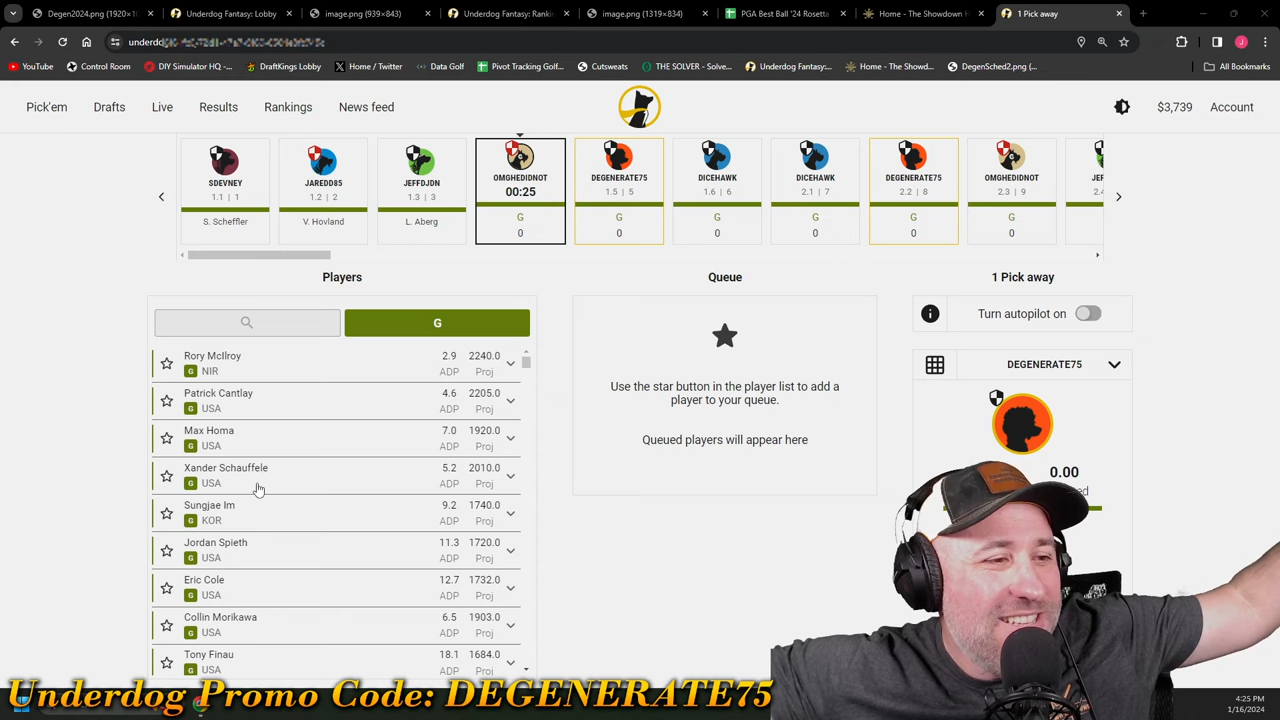 Degen2024.png (1920×10
Underdog Fantasy: Lobby
image.png (939×843)
Underdog Fantasy: Ranki
image.png (1319×834)
PGA Best Ball '24 Rosetta
Home - The Showdown H
1 Pick away
underdo
YouTube
Control Room
DIY Simulator HQ -...
DraftKings Lobby
Home / Twitter
Data Golf
Pivot Tracking Golf...
Cutsweats
THE SOLVER - Solve...
Underdog Fantasy:...
Home - The Showd...
DegenSched2.png (...
All Bookmarks
Pick'em
Drafts
Live
Results
Rankings
News feed
$3,739
Account
SDEVNEY
1.1 | 1
S. Scheffler
JAREDD85
1.2 | 2
V. Hovland
JEFFDJDN
1.3 | 3
L. Aberg
OMGHEDIDNOT
00:25
G
0
DEGENERATE75
1.5 | 5
G
0
DICEHAWK
1.6 | 6
G
0
DICEHAWK
2.1 | 7
G
0
DEGENERATE75
2.2 | 8
G
0
OMGHEDIDNOT
2.3 | 9
G
0
JEF
2.4
Players
Queue
1 Pick away
G
Turn autopilot on
Rory McIlroy 2.9 2240.0
G NIR ADP Proj
Patrick Cantlay 4.6 2205.0
G USA ADP Proj
Max Homa 7.0 1920.0
G USA ADP Proj
Xander Schauffele 5.2 2010.0
G USA ADP Proj
Sungjae Im 9.2 1740.0
G KOR ADP Proj
Jordan Spieth 11.3 1720.0
G USA ADP Proj
Eric Cole 12.7 1732.0
G USA ADP Proj
Collin Morikawa 6.5 1903.0
G USA ADP Proj
Tony Finau 18.1 1684.0
G USA ADP Proj
Use the star button in the player list to add a
player to your queue.
Queued players will appear here
DEGENERATE75
0.00
Underdog Promo Code: DEGENERATE75
4:25 PM
1/16/2024